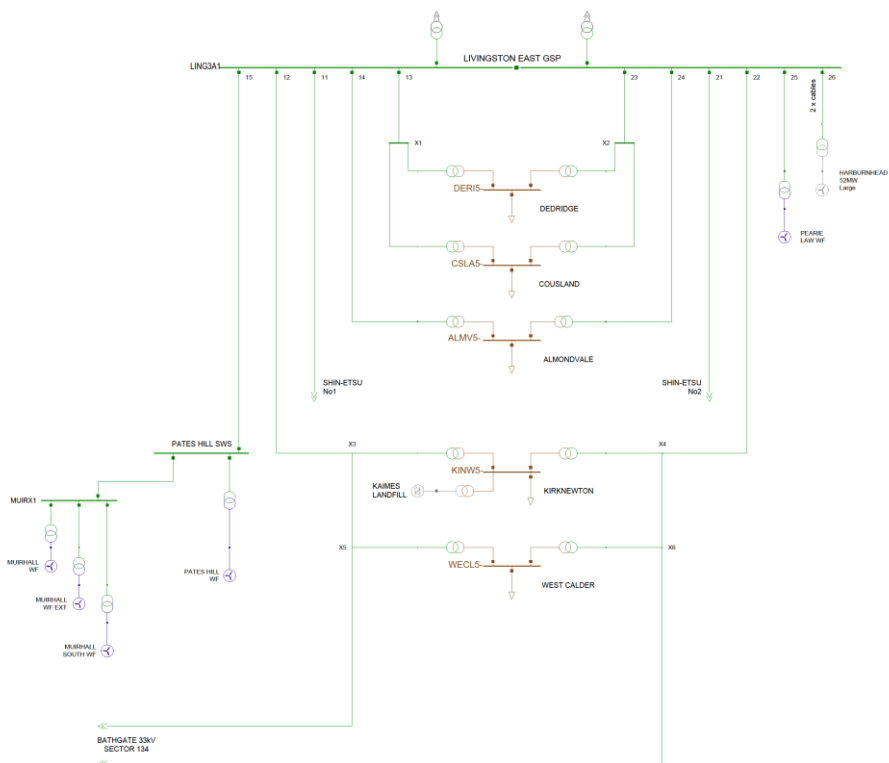 LIVINGSTON EAST GSP
LING3A1
15
12
11
14
13
23
24
21
22
25
26
2 x cables
X1
X2
HARBURNHEAD
52MW
Large
DERI5-
DEDRIDGE
PEARIE
LAW WF
CSLA5-
COUSLAND
ALMV5-
ALMONDVALE
SHIN-ETSU
No1
SHIN-ETSU
No2
PATES HILL SWS
X3
X4
KINW5-
KAIMES
LANDFILL
KIRKNEWTON
MUIRX1
X5
X6
MUIRHALL
WF
WECL5-
PATES HILL
WF
WEST CALDER
MUIRHALL
WF EXT
MUIRHALL
SOUTH WF
BATHGATE 33kV
SECTOR 134